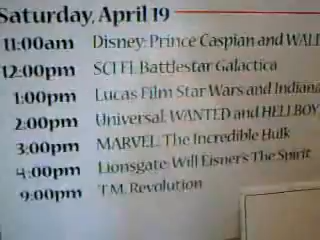 Saturday, April 19
11:00am Disney: Prince Caspian and WALL
12:00pm SCI FI: Battlestar Galactica
1:00pm Lucas Film Star Wars and Indiana
2:00pm Universal: WANTED and HELLBOY
3:00pm MARVEL: The Incredible Hulk
4:00pm Lionsgate: Will Eisner's The Spirit
9:00pm T.M. Revolution